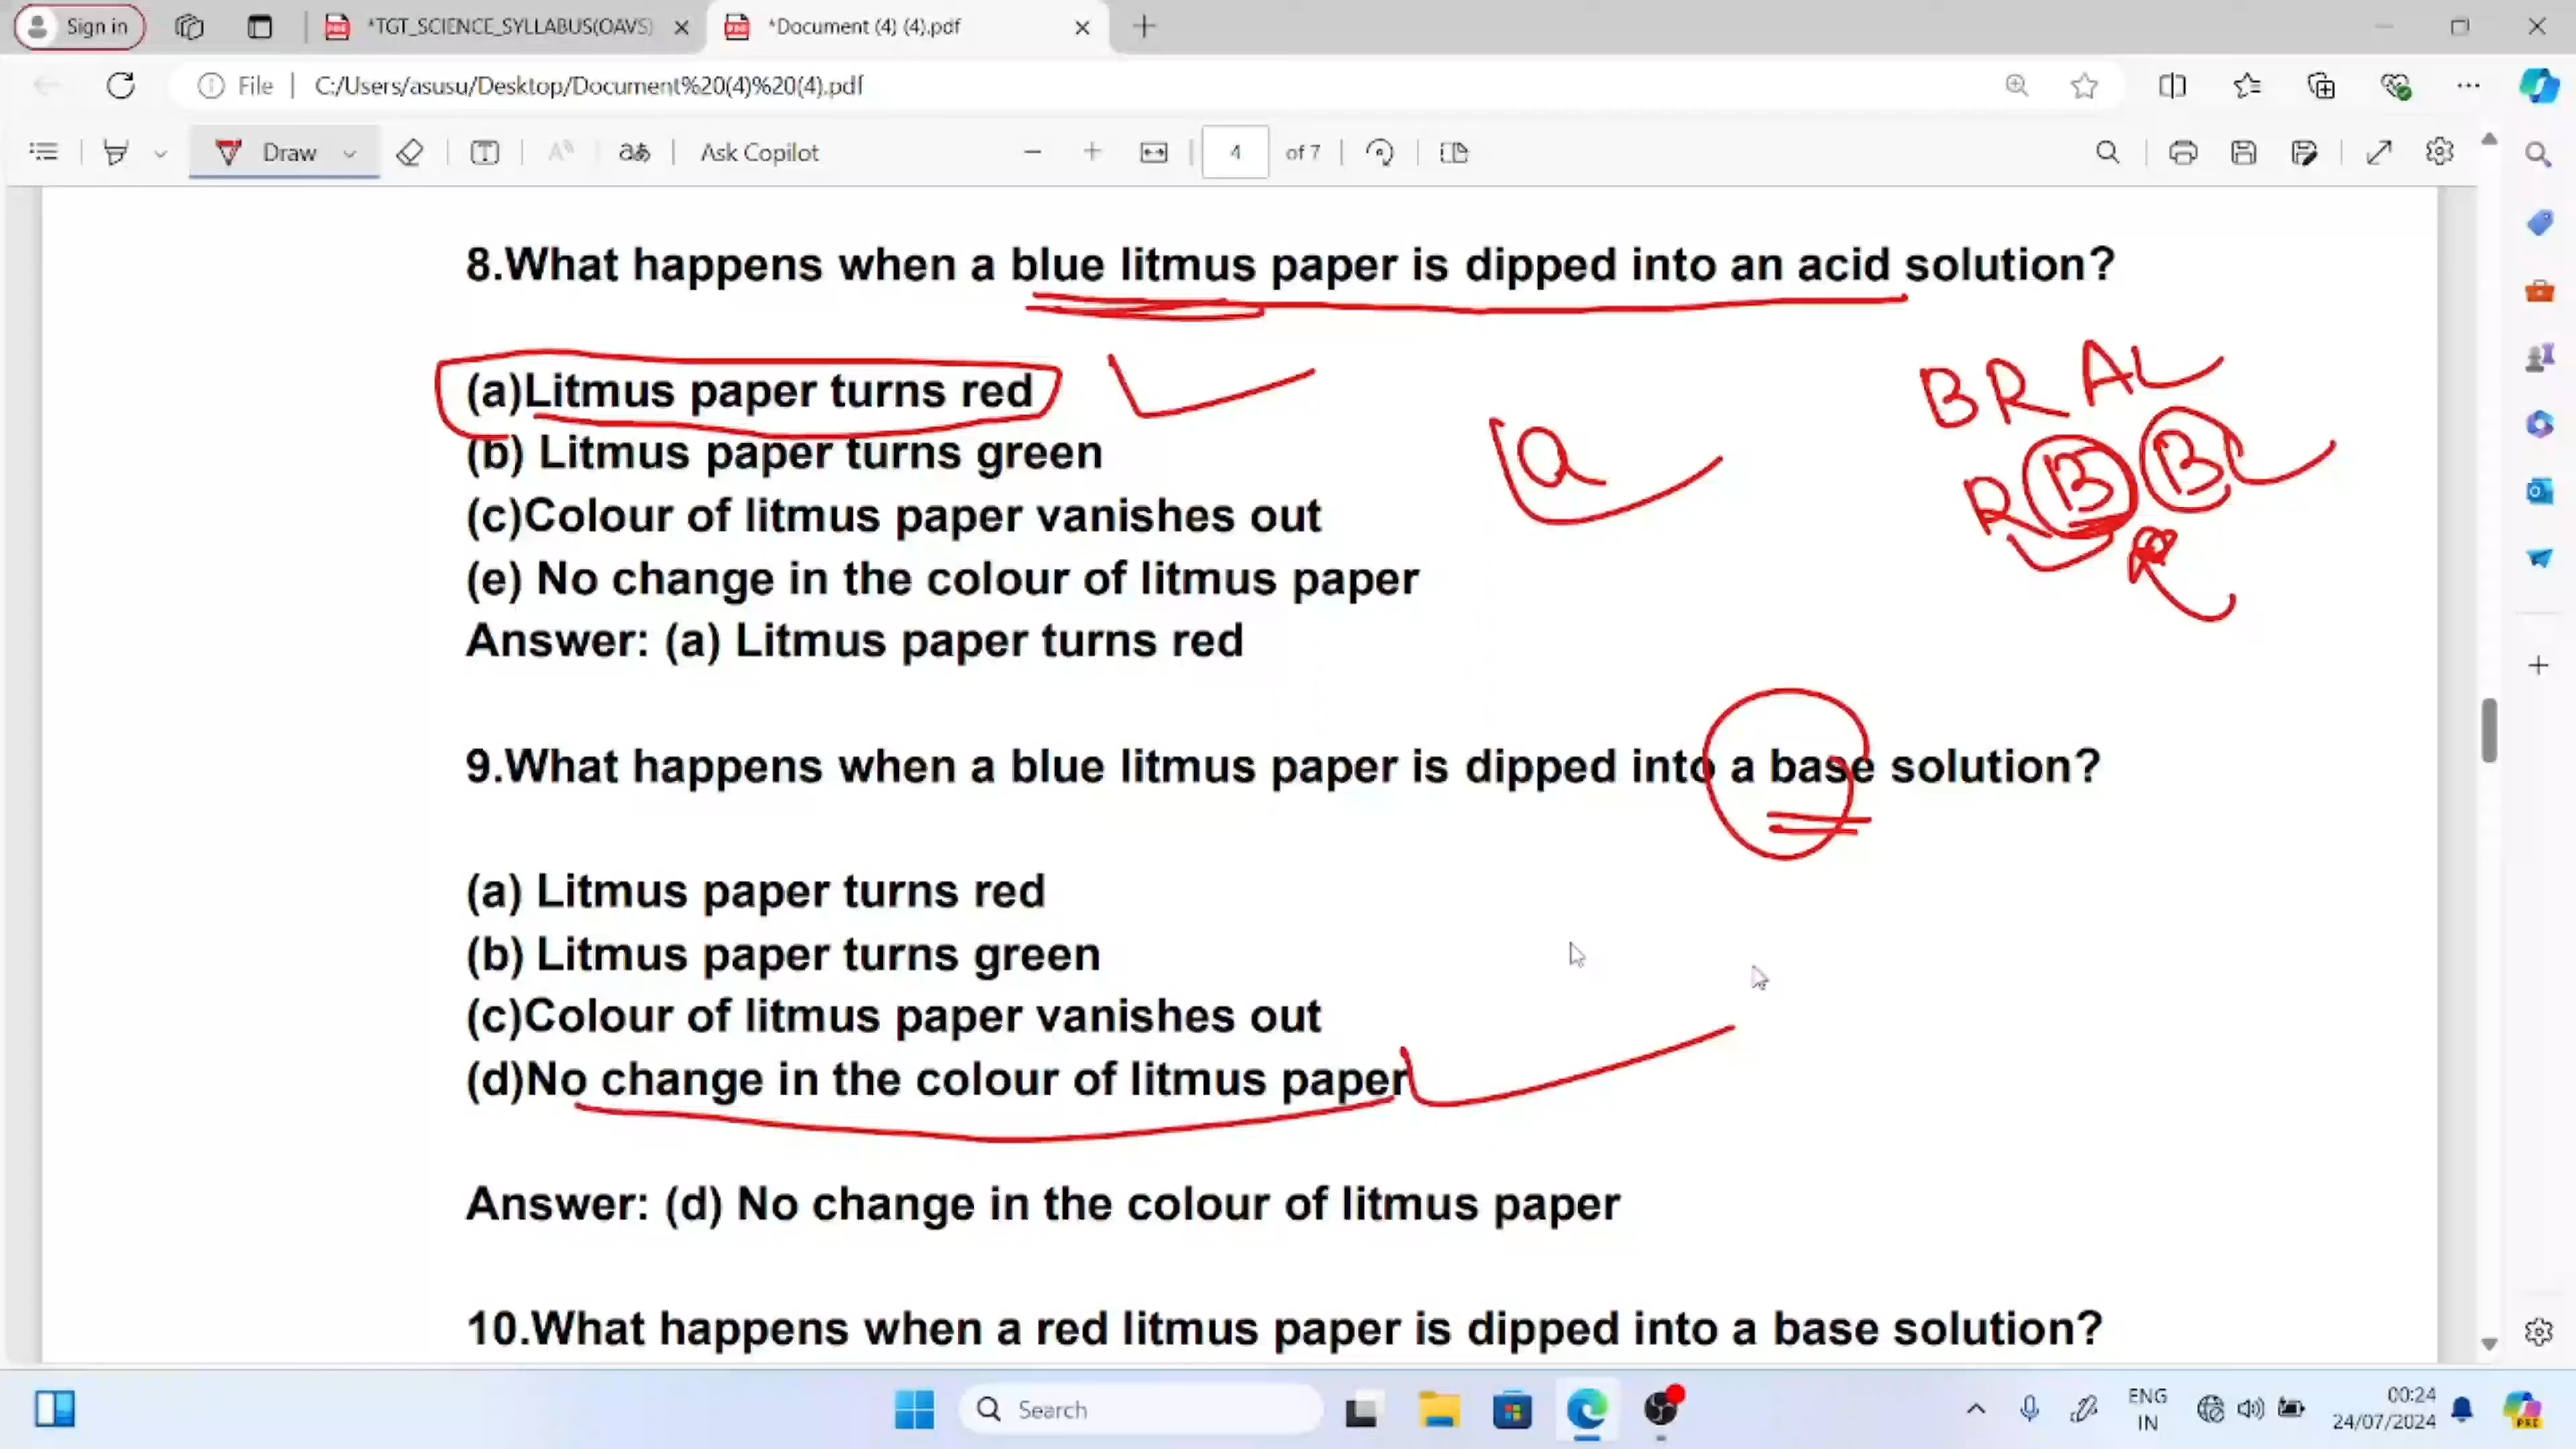 Sign in
*TGT_SCIENCE_SYLLABUS(OAVS)
*Document (4) (4).pdf
File
C:/Users/asusu/Desktop/Document%20(4)%20(4).pdf
Draw
Ask Copilot
4 of 7
8.What happens when a blue litmus paper is dipped into an acid solution?
(a)Litmus paper turns red
(b) Litmus paper turns green
(c)Colour of litmus paper vanishes out
(e) No change in the colour of litmus paper
Answer: (a) Litmus paper turns red
a
B R A L
R B B L
9.What happens when a blue litmus paper is dipped into a base solution?
(a) Litmus paper turns red
(b) Litmus paper turns green
(c)Colour of litmus paper vanishes out
(d)No change in the colour of litmus paper
Answer: (d) No change in the colour of litmus paper
10.What happens when a red litmus paper is dipped into a base solution?
Search
ENG
IN
00:24
24/07/2024
PRE